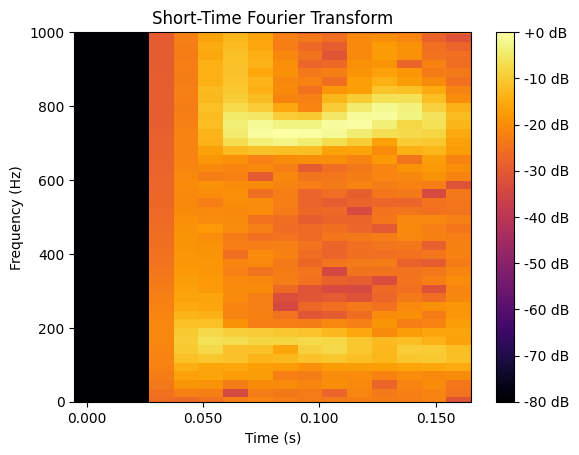 Short-Time Fourier Transform
Frequency (Hz)
1000
800
600
400
200
0
0.000
0.050
0.100
0.150
Time (s)
+0 dB
-10 dB
-20 dB
-30 dB
-40 dB
-50 dB
-60 dB
-70 dB
-80 dB